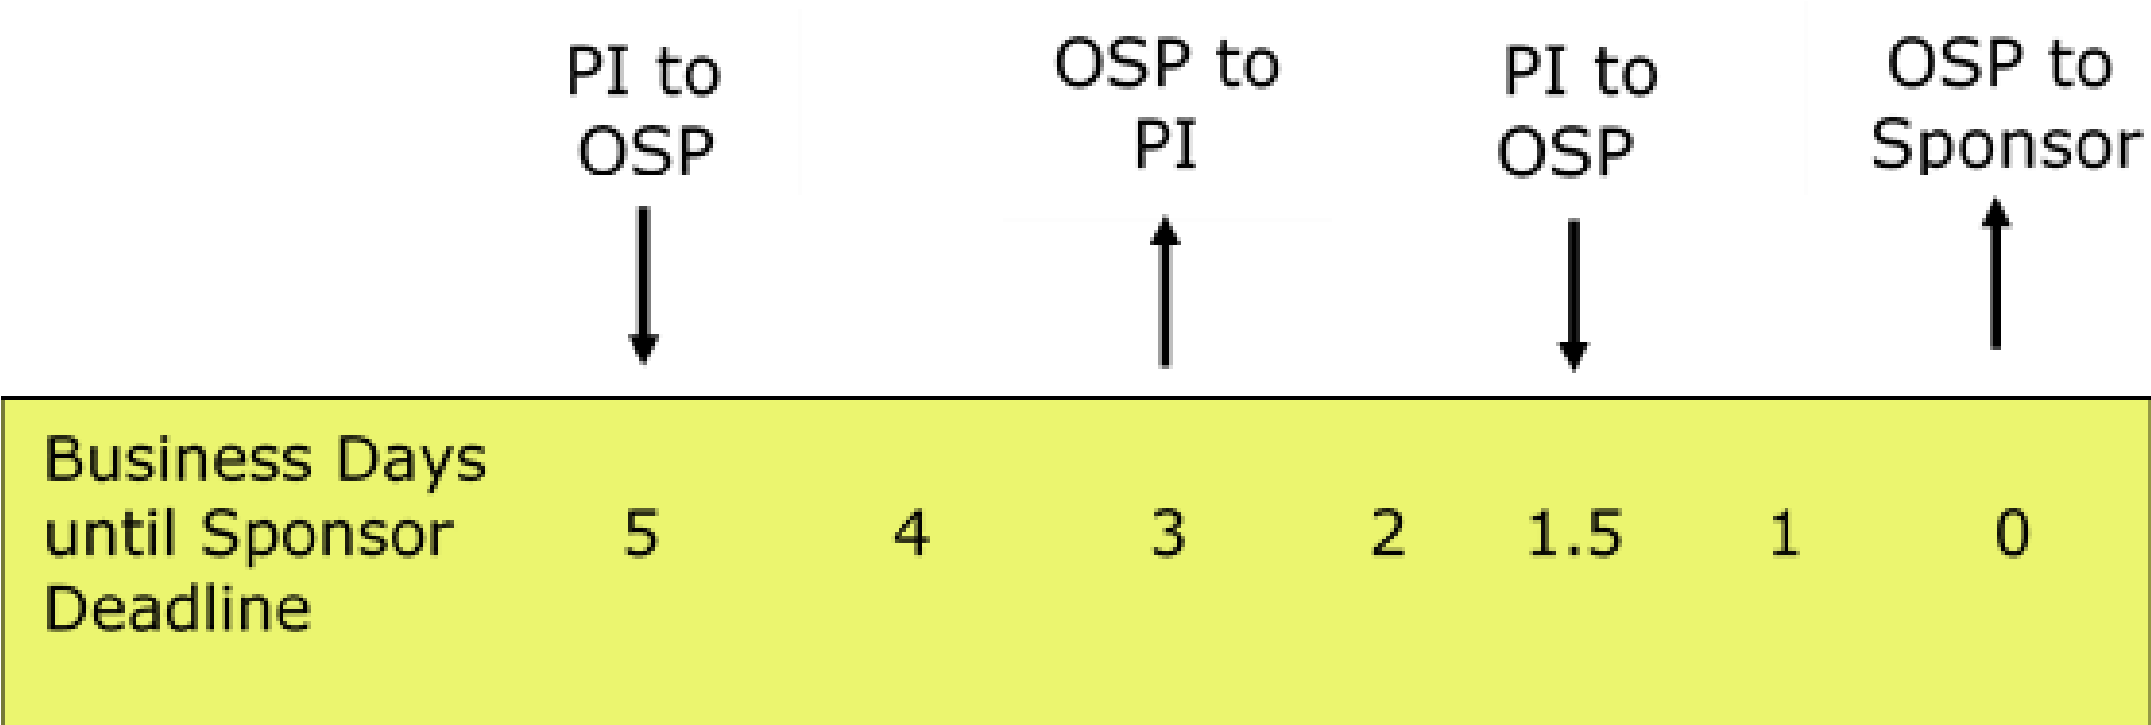 PI to
OSP
OSP to
PI
PI to
OSP
OSP to
Sponsor
Business Days
until Sponsor
Deadline
5 4 3 2 1.5 1 0